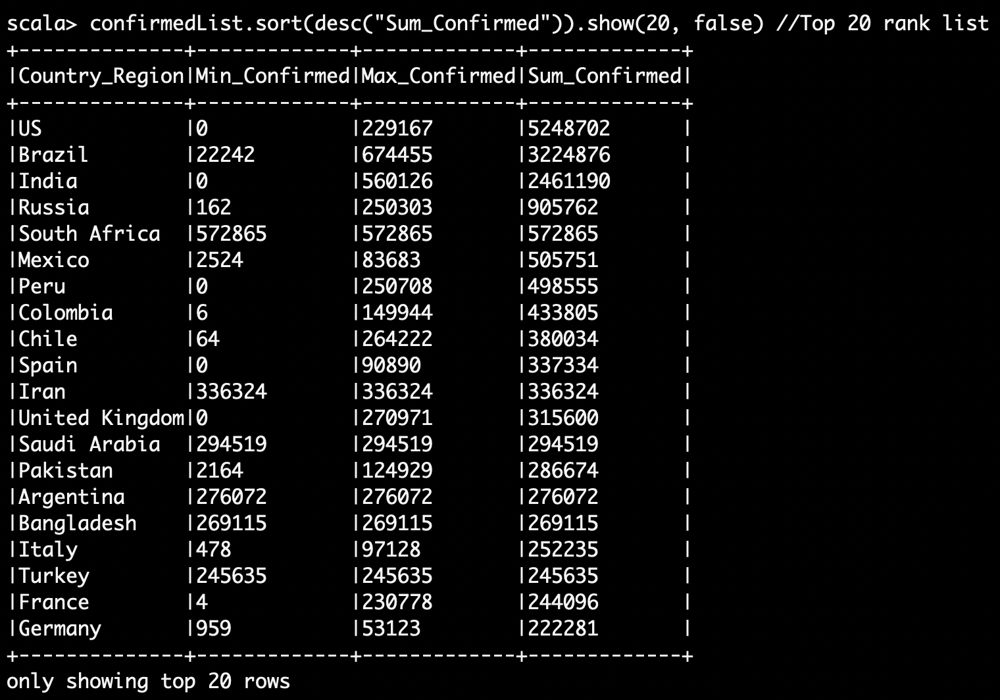 scala> confirmedList.sort(desc("Sum_Confirmed")).show(20, false) //Top 20 rank list
+--------------+-------------+-------------+-------------+
|Country_Region|Min_Confirmed|Max_Confirmed|Sum_Confirmed|
+--------------+-------------+-------------+-------------+
|US            |0            |229167       |5248702      |
|Brazil        |22242        |674455       |3224876      |
|India         |0            |560126       |2461190      |
|Russia        |162          |250303       |905762       |
|South Africa  |572865       |572865       |572865       |
|Mexico        |2524         |83683        |505751       |
|Peru          |0            |250708       |498555       |
|Colombia      |6            |149944       |433805       |
|Chile         |64           |264222       |380034       |
|Spain         |0            |90890        |337334       |
|Iran          |336324       |336324       |336324       |
|United Kingdom|0            |270971       |315600       |
|Saudi Arabia  |294519       |294519       |294519       |
|Pakistan      |2164         |124929       |286674       |
|Argentina     |276072       |276072       |276072       |
|Bangladesh    |269115       |269115       |269115       |
|Italy         |478          |97128        |252235       |
|Turkey        |245635       |245635       |245635       |
|France        |4            |230778       |244096       |
|Germany       |959          |53123        |222281       |
+--------------+-------------+-------------+-------------+
only showing top 20 rows